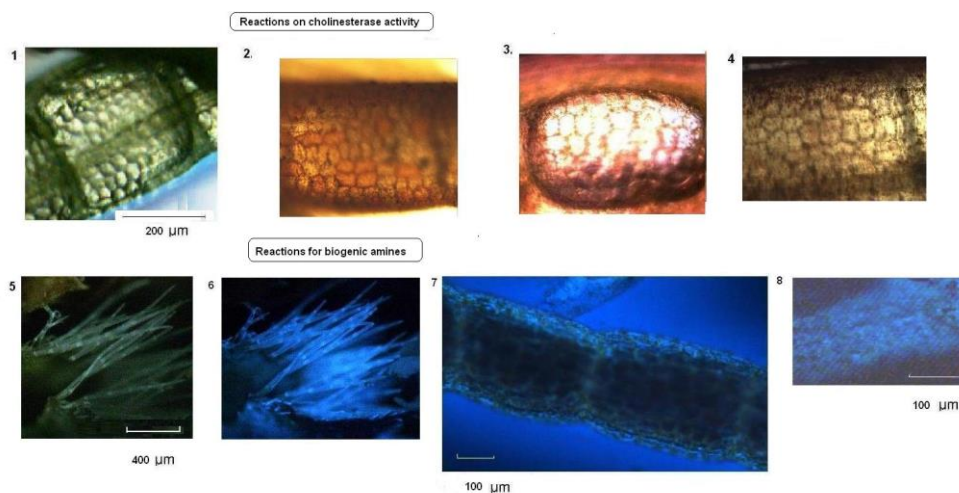 Reactions on cholinesterase activity
1
2.
3.
4
200 μm
Reactions for biogenic amines
5
6
7
8
400 μm
100 μm
100 μm